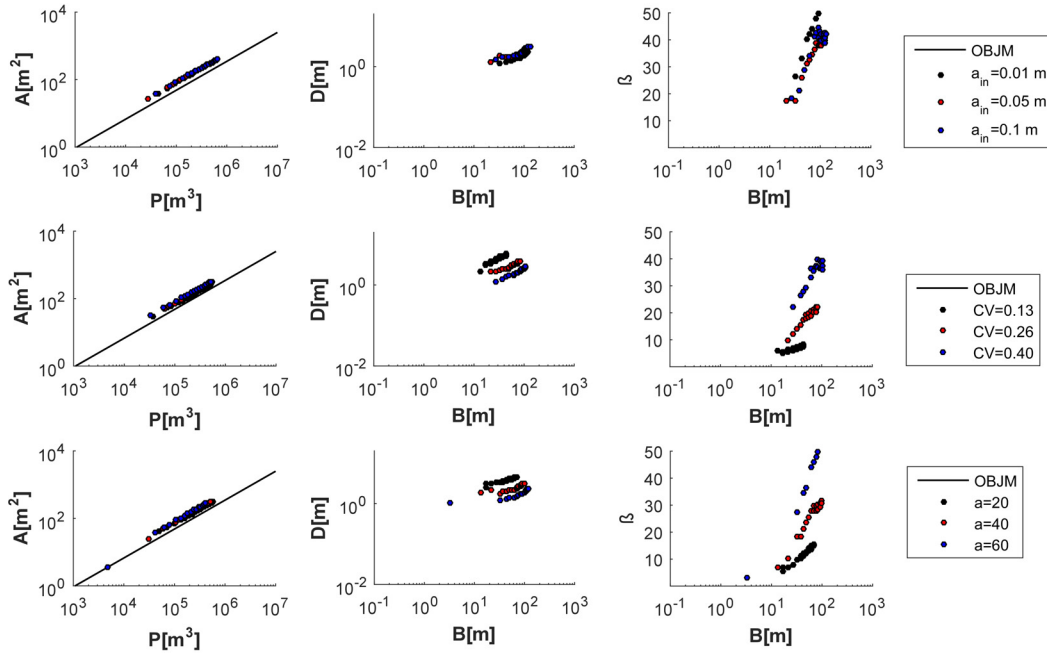 10^4
10^2
10^0
A[m^2]
10^3 10^4 10^5 10^6 10^7
P[m^3]
10^0
10^-2
D[m]
10^-1 10^0 10^1 10^2 10^3
B[m]
50
40
30
20
10
ß
10^-1 10^0 10^1 10^2 10^3
B[m]
OBJM
a_in=0.01 m
a_in=0.05 m
a_in=0.1 m
10^4
10^2
10^0
A[m^2]
10^3 10^4 10^5 10^6 10^7
P[m^3]
10^0
10^-2
D[m]
10^-1 10^0 10^1 10^2 10^3
B[m]
50
40
30
20
10
10^-1 10^0 10^1 10^2 10^3
B[m]
OBJM
CV=0.13
CV=0.26
CV=0.40
10^4
10^2
10^0
A[m^2]
10^3 10^4 10^5 10^6 10^7
P[m^3]
10^0
10^-2
D[m]
10^-1 10^0 10^1 10^2 10^3
B[m]
50
40
30
20
10
ß
10^-1 10^0 10^1 10^2 10^3
B[m]
OBJM
a=20
a=40
a=60